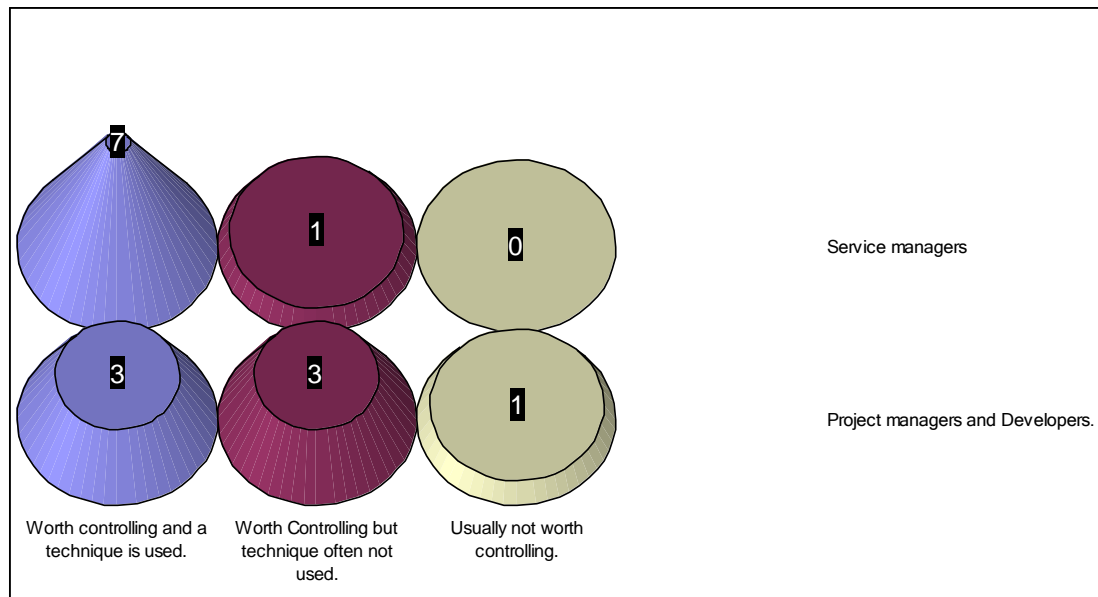 7
1
0
Service managers
3
3
1
Project managers and Developers.
Worth controlling and a
technique is used.
Worth Controlling but
technique often not
used.
Usually not worth
controlling.